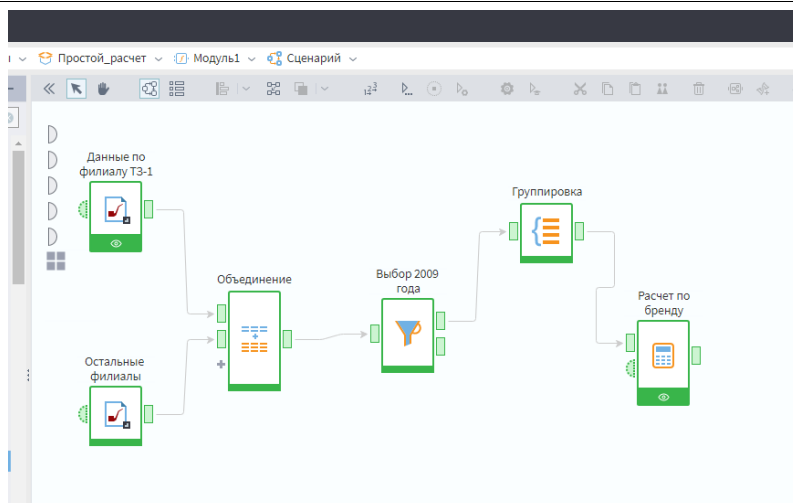 ı Простой_расчет Модуль1 Сценарий
Данные по
филиалу ТЗ-1
Группировка
Объединение
Выбор 2009
года
Расчет по
бренду
Остальные
филиалы